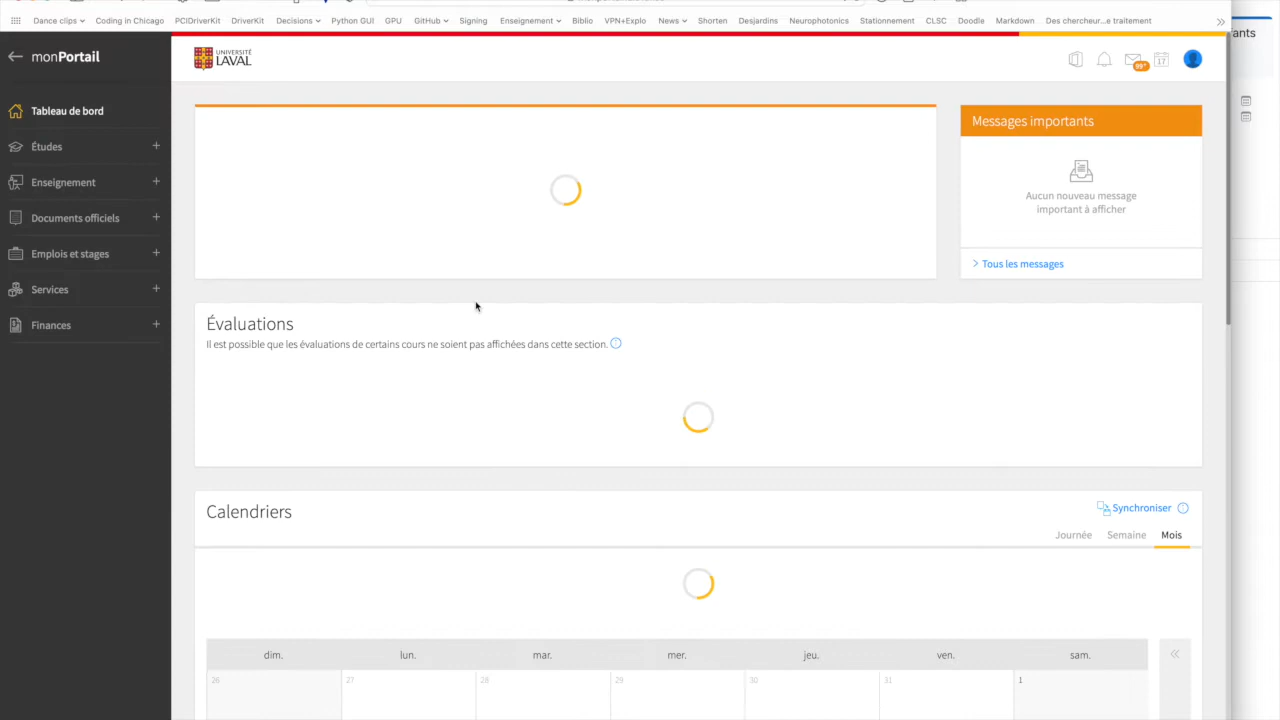 Dance clips
Coding in Chicago
PCIDriverKit
DriverKit
Decisions
Python GUI
GPU
GitHub
Signing
Enseignement
Biblio
VPN+Explo
News
Shorten
Desjardins
Neurophotonics
Stationnement
CLSC
Doodle
Markdown
Des chercheur...e traitement
monPortail
UNIVERSITÉ
LAVAL
99+
17
ants
Tableau de bord
Études
Enseignement
Documents officiels
Emplois et stages
Services
Finances
Messages importants
Aucun nouveau message
important à afficher
Tous les messages
Évaluations
Il est possible que les évaluations de certains cours ne soient pas affichées dans cette section.
Calendriers
Synchroniser
Journée
Semaine
Mois
dim.
lun.
mar.
mer.
jeu.
ven.
sam.
26
27
28
29
30
31
1